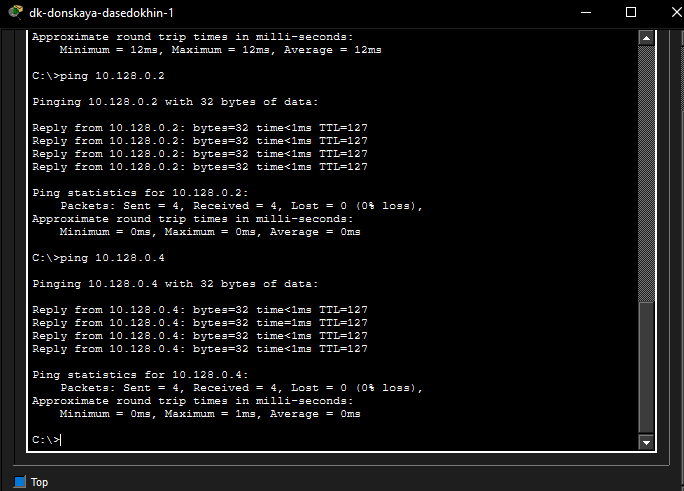 dk-donskaya-dasedokhin-1
Approximate round trip times in milli-seconds:
    Minimum = 12ms, Maximum = 12ms, Average = 12ms
C:\>ping 10.128.0.2
Pinging 10.128.0.2 with 32 bytes of data:
Reply from 10.128.0.2: bytes=32 time<1ms TTL=127
Reply from 10.128.0.2: bytes=32 time<1ms TTL=127
Reply from 10.128.0.2: bytes=32 time<1ms TTL=127
Reply from 10.128.0.2: bytes=32 time<1ms TTL=127
Ping statistics for 10.128.0.2:
    Packets: Sent = 4, Received = 4, Lost = 0 (0% loss),
Approximate round trip times in milli-seconds:
    Minimum = 0ms, Maximum = 0ms, Average = 0ms
C:\>ping 10.128.0.4
Pinging 10.128.0.4 with 32 bytes of data:
Reply from 10.128.0.4: bytes=32 time<1ms TTL=127
Reply from 10.128.0.4: bytes=32 time=1ms TTL=127
Reply from 10.128.0.4: bytes=32 time<1ms TTL=127
Reply from 10.128.0.4: bytes=32 time<1ms TTL=127
Ping statistics for 10.128.0.4:
    Packets: Sent = 4, Received = 4, Lost = 0 (0% loss),
Approximate round trip times in milli-seconds:
    Minimum = 0ms, Maximum = 1ms, Average = 0ms
C:\>
Top